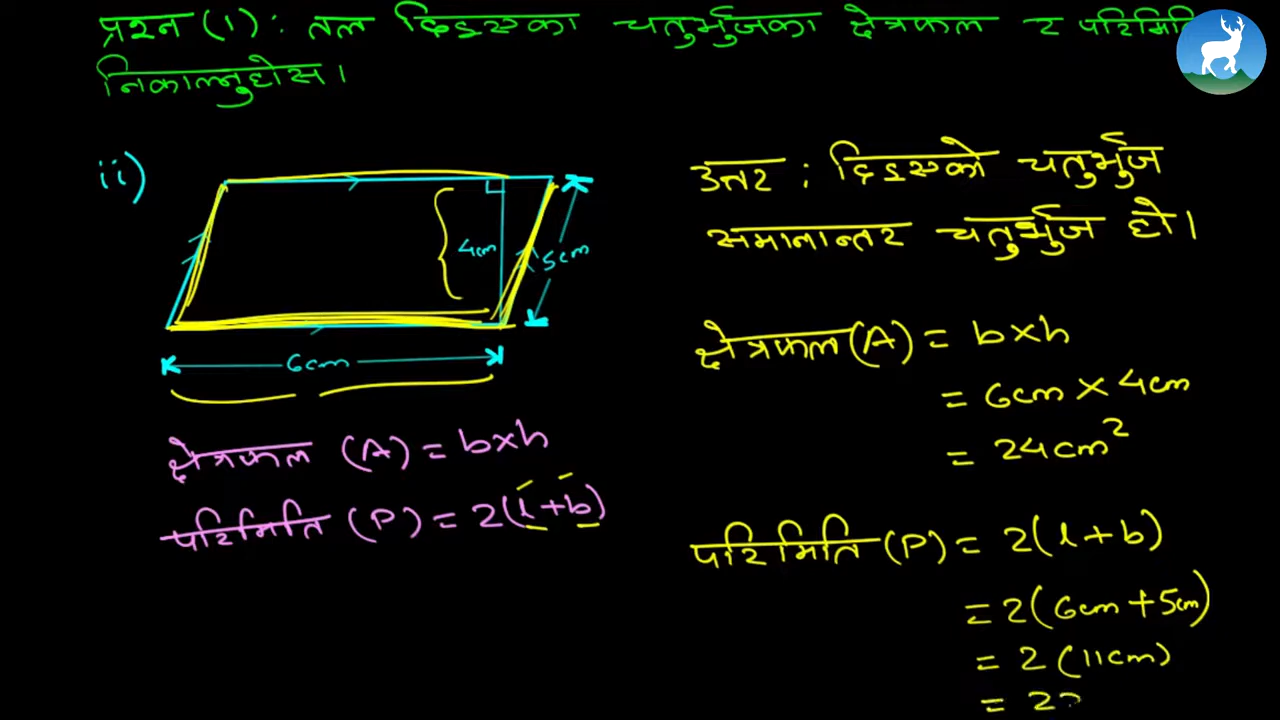 प्रश्न (1) : तल दिइएका चतुर्भुजका क्षेत्रफल र परिमिति
निकाल्नुहोस ।
ii)
4cm
5cm
6cm
क्षेत्रफल (A) = b×h
परिमिति (P) = 2(l+b)
उत्तर : दिइएको चतुर्भुज
समानान्तर चतुर्भुज हो ।
क्षेत्रफल (A) = b×h
= 6cm × 4cm
= 24cm²
परिमिति (P) = 2(l+b)
= 2(6cm + 5cm)
= 2 (11cm)
= 22